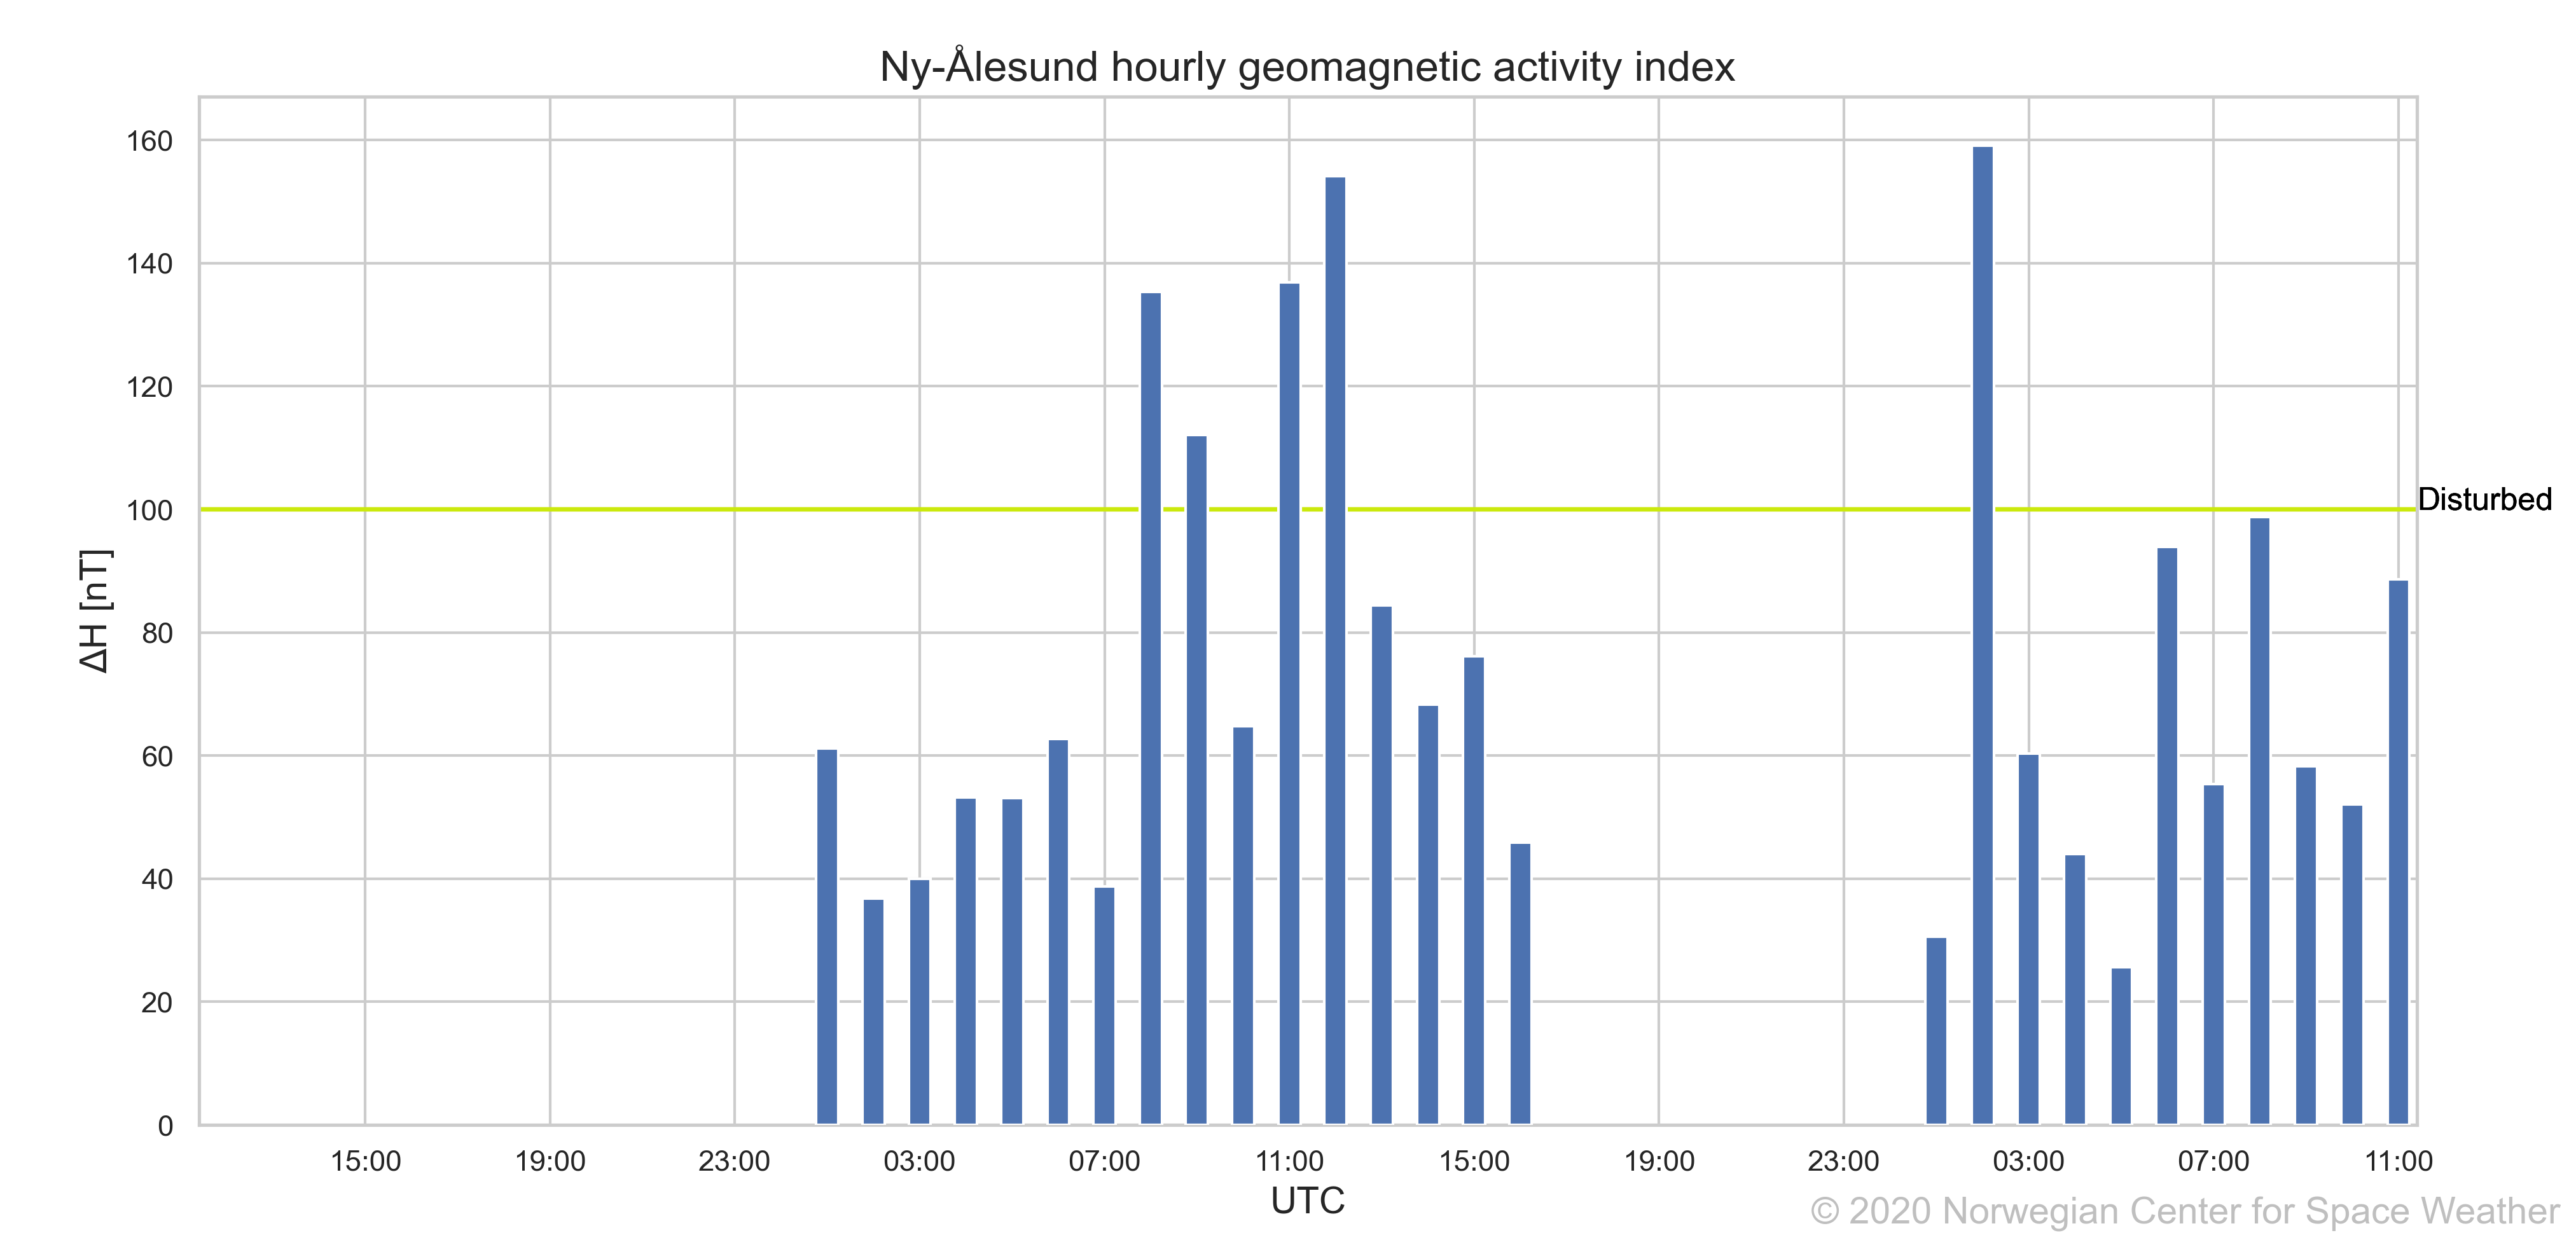 Ny-Ålesund hourly geomagnetic activity index
160
140
120
100
80
60
40
20
0
ΔH [nT]
Disturbed
15:00 19:00 23:00 03:00 07:00 11:00 15:00 19:00 23:00 03:00 07:00 11:00
UTC
© 2020 Norwegian Center for Space Weather